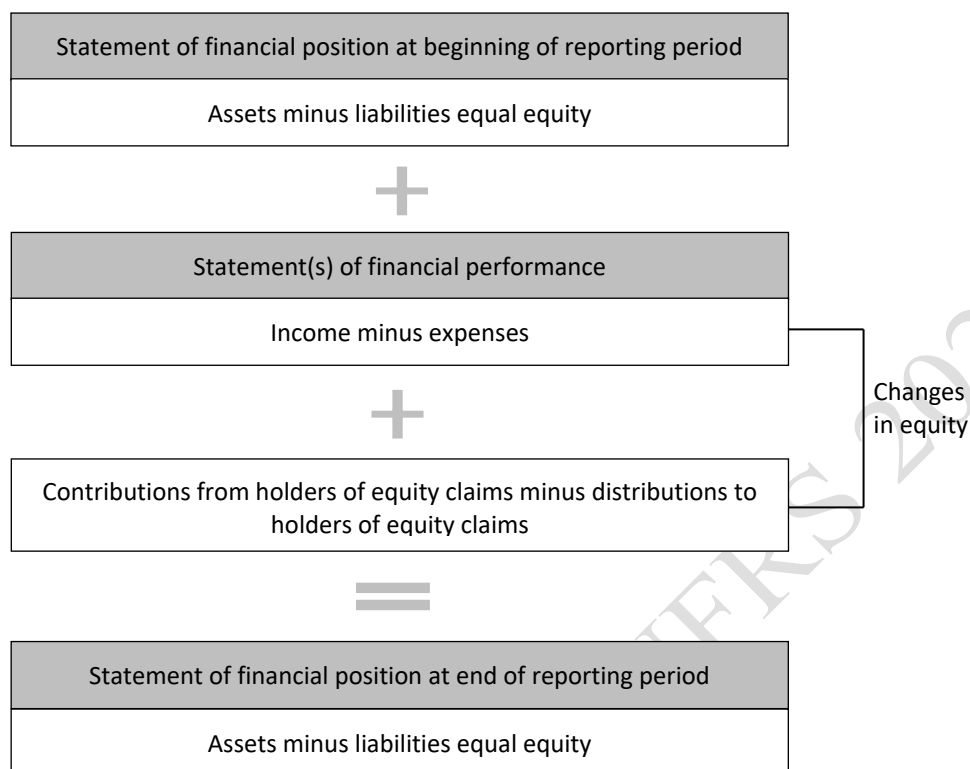 Statement of financial position at beginning of reporting period
Assets minus liabilities equal equity
+
Statement(s) of financial performance
Income minus expenses
+
Changes
in equity
Contributions from holders of equity claims minus distributions to
holders of equity claims
=
Statement of financial position at end of reporting period
Assets minus liabilities equal equity